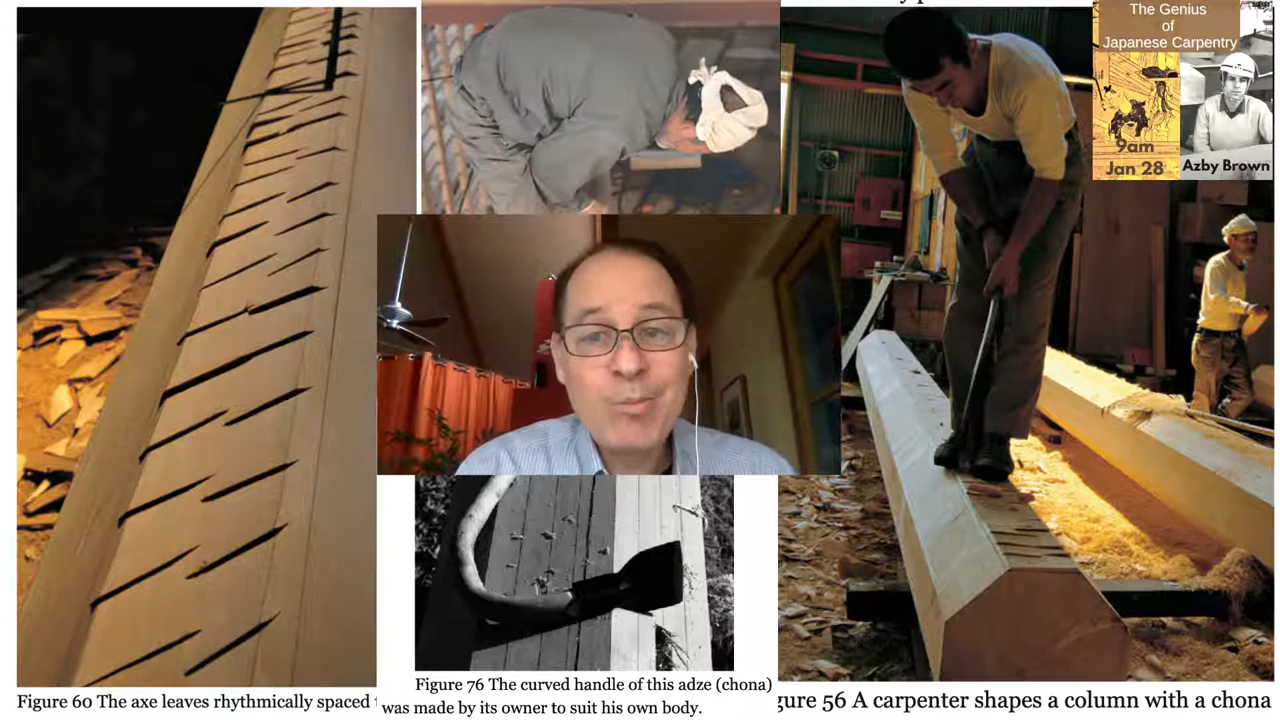 The Genius
of
Japanese Carpentry
9am
Jan 28
Azby Brown
Figure 60 The axe leaves rhythmically spaced
Figure 76 The curved handle of this adze (chona)
was made by its owner to suit his own body.
gure 56 A carpenter shapes a column with a chona